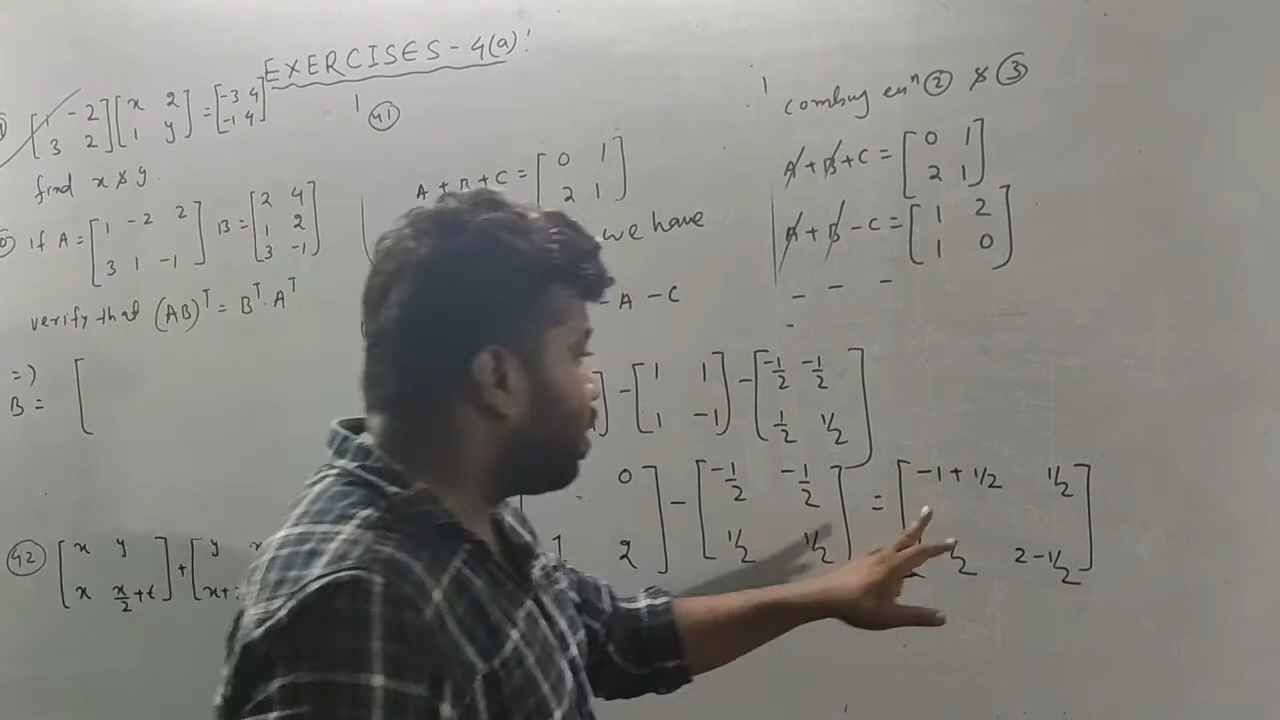 EXERCISES - 4(a)!
[1 -2 3 2] [x 2 1 y] = [-3 4 -1 4]
find x & y.
If A = [1 -2 2 3 1 -1] B = [2 4 1 2 3 -1]
verify that (AB)^T = B^T . A^T
=)
B = [
(42) [x y x x/2+t] + [y
x+
(41)
A + B + C = [0 1 2 1]
we have
- A - C
- [1 1 1 -1] - [-1/2 -1/2 1/2 1/2]
0 2] - [-1/2 -1/2 1/2 1/2] = [-1+1/2 1/2 1/2 2-1/2]
combing eqn (2) & (3)
A + B + C = [0 1 2 1]
A + B - C = [1 2 1 0]
- - - -